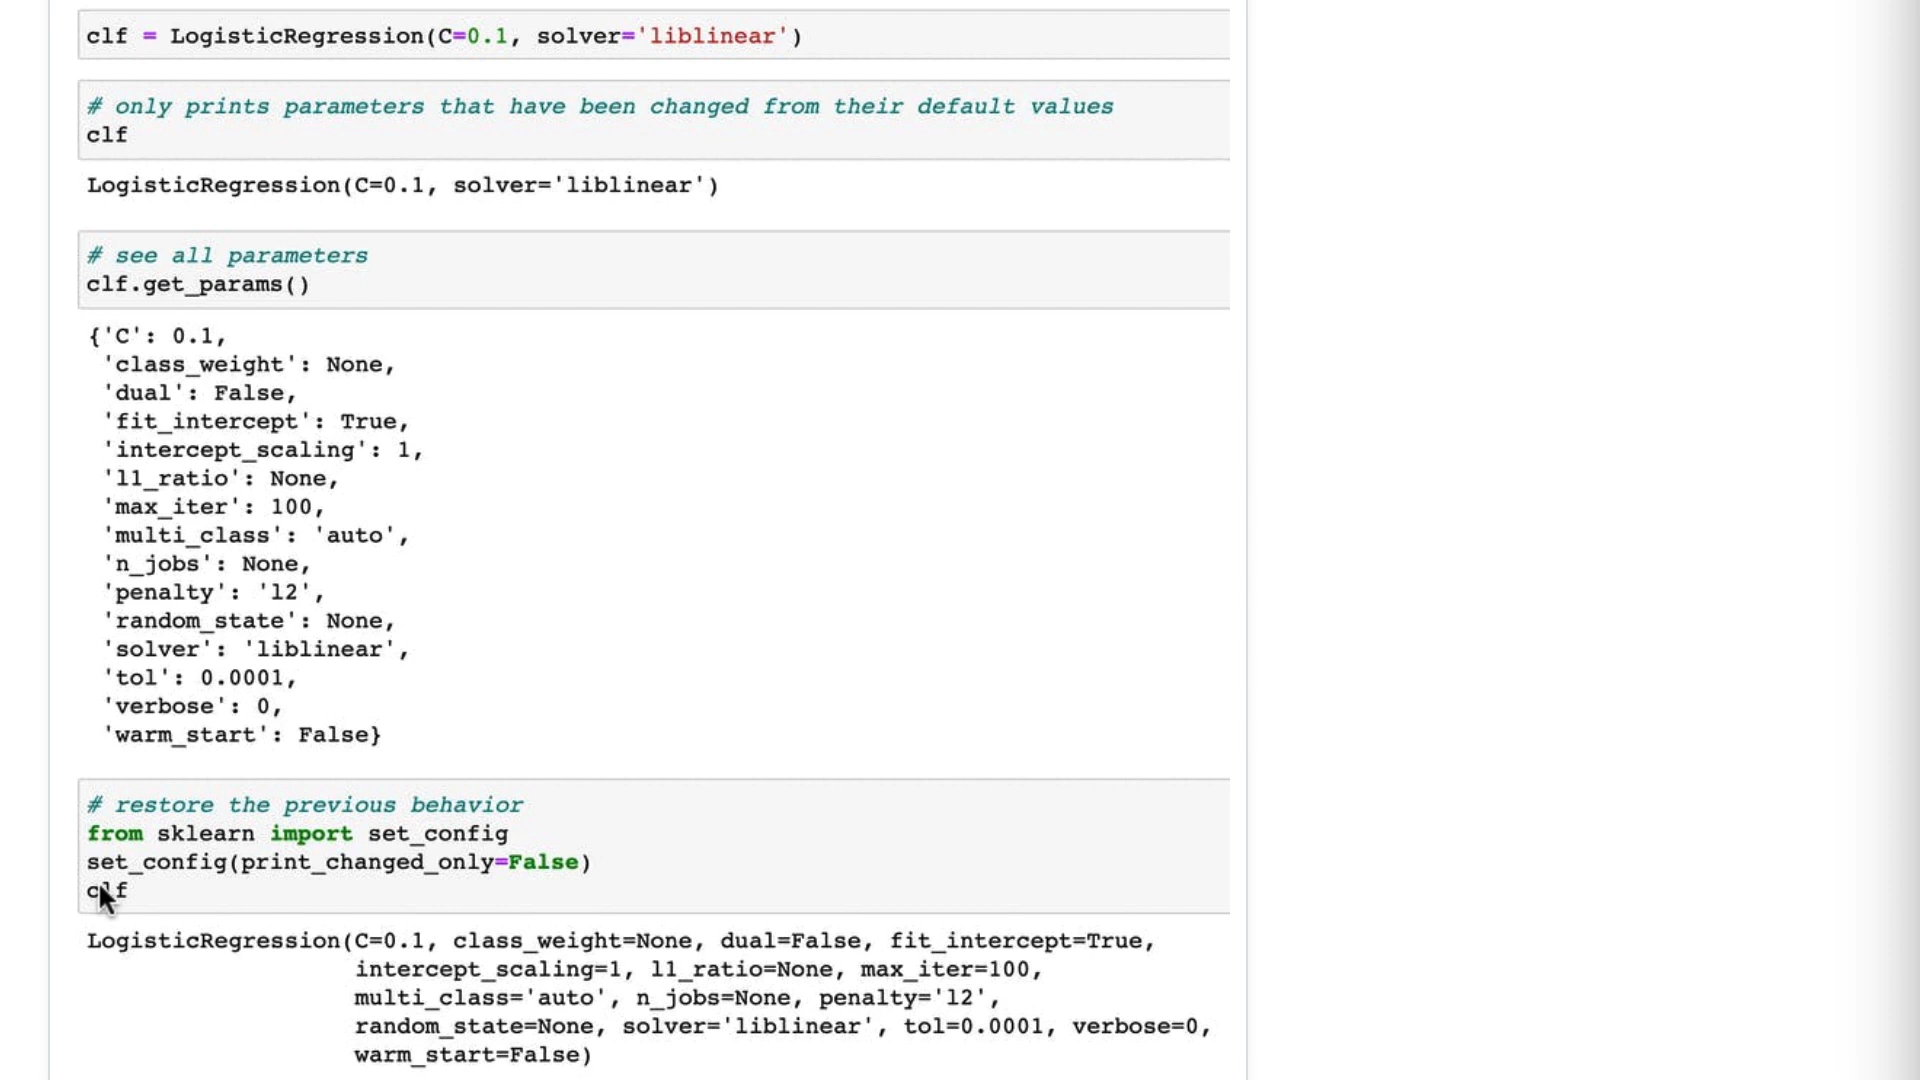 clf = LogisticRegression(C=0.1, solver='liblinear')
# only prints parameters that have been changed from their default values
clf
LogisticRegression(C=0.1, solver='liblinear')
# see all parameters
clf.get_params()
{'C': 0.1,
 'class_weight': None,
 'dual': False,
 'fit_intercept': True,
 'intercept_scaling': 1,
 'l1_ratio': None,
 'max_iter': 100,
 'multi_class': 'auto',
 'n_jobs': None,
 'penalty': 'l2',
 'random_state': None,
 'solver': 'liblinear',
 'tol': 0.0001,
 'verbose': 0,
 'warm_start': False}
# restore the previous behavior
from sklearn import set_config
set_config(print_changed_only=False)
clf
LogisticRegression(C=0.1, class_weight=None, dual=False, fit_intercept=True,
                   intercept_scaling=1, l1_ratio=None, max_iter=100,
                   multi_class='auto', n_jobs=None, penalty='l2',
                   random_state=None, solver='liblinear', tol=0.0001, verbose=0,
                   warm_start=False)